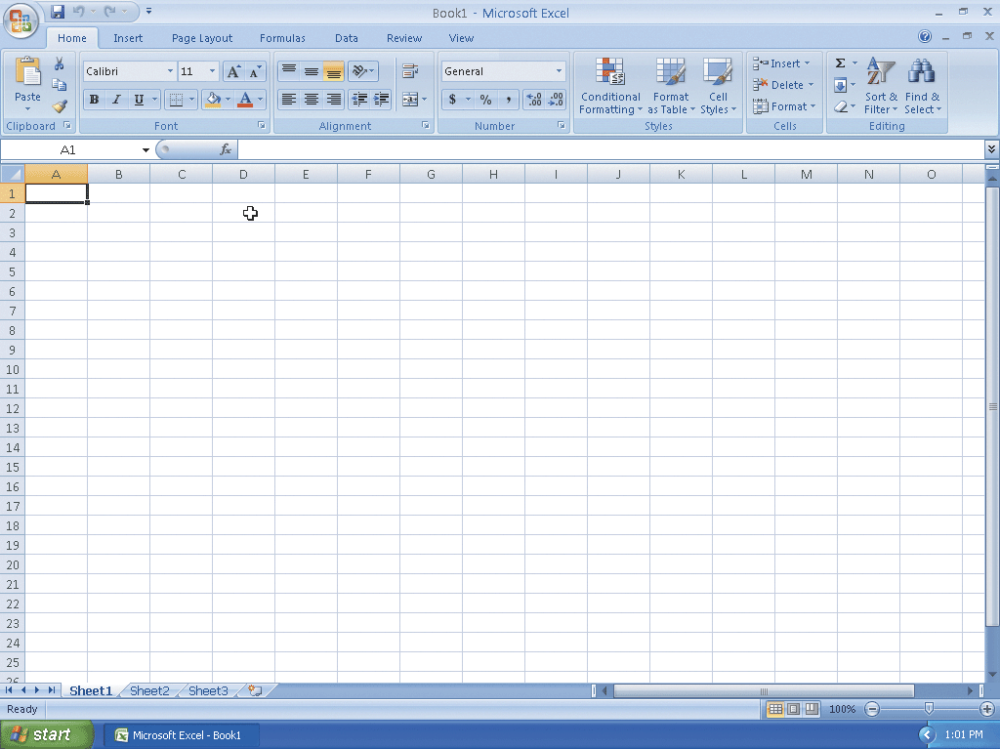 Book1 - Microsoft Excel
Home Insert Page Layout Formulas Data Review View
Paste
Calibri 11
B I U A
General
$ % ,
Conditional Formatting
Format as Table
Cell Styles
Insert
Delete
Format
Σ
Sort & Filter
Find & Select
Clipboard Font Alignment Number Styles Cells Editing
A1 fx
A B C D E F G H I J K L M N O
1
2
3
4
5
6
7
8
9
10
11
12
13
14
15
16
17
18
19
20
21
22
23
24
25
26
Sheet1 Sheet2 Sheet3
Ready 100%
start Microsoft Excel - Book1 1:01 PM